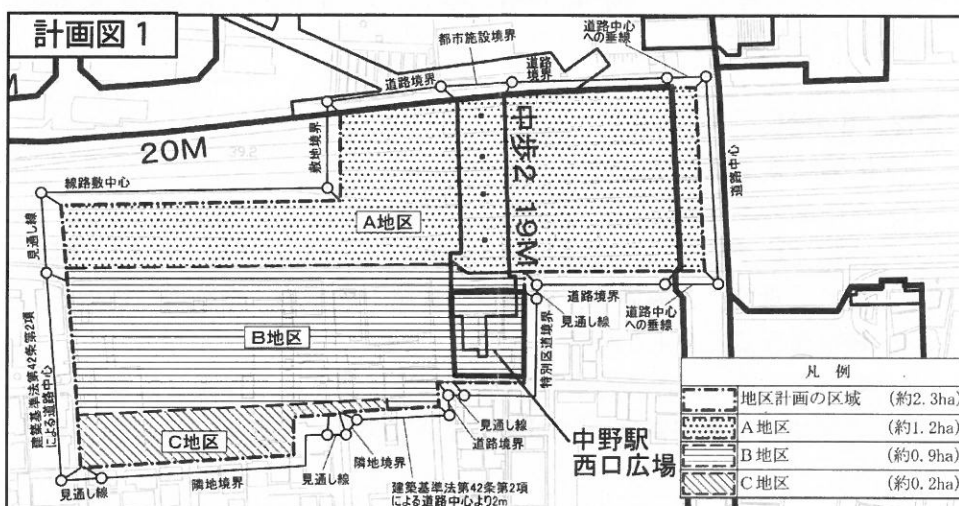 計画図1
都市施設境界
道路中心
への垂線
道路境界
道路
境界
20M
39.2
敷地境界
線路敷中心
中歩2 19M
道路中心
見通し線
A地区
道路境界
見通し線
道路中心
への垂線
B地区
特別区道境界
建築基準法第42条第2項
による道路中心
C地区
見通し線
道路境界
中野駅
西口広場
見通し線
隣地境界
見通し線
隣地境界
建築基準法第42条第2項
による道路中心より2m
凡例
地区計画の区域 (約2.3ha)
A地区 (約1.2ha)
B地区 (約0.9ha)
C地区 (約0.2ha)